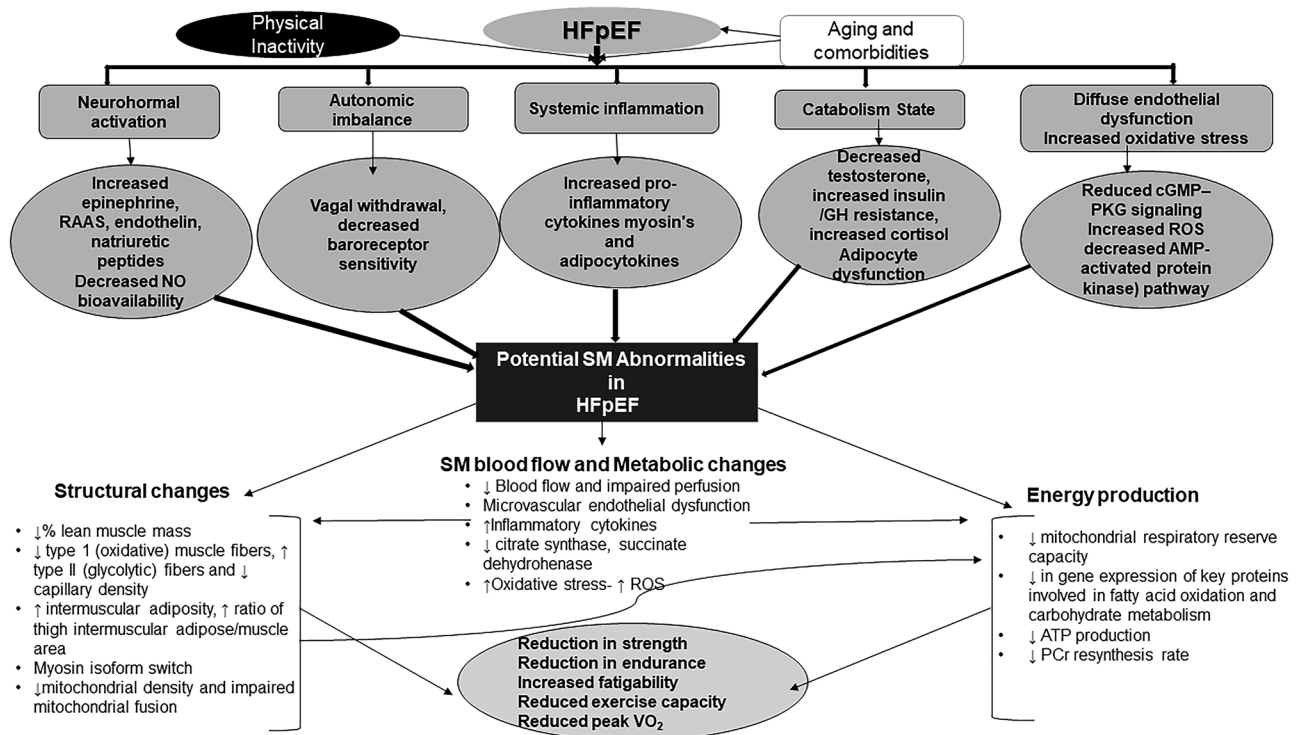 Physical
Inactivity
HFpEF
Aging and
comorbidities
Neurohormal
activation
Autonomic
imbalance
Systemic inflammation
Catabolism State
Diffuse endothelial
dysfunction
Increased oxidative stress
Increased
epinephrine,
RAAS, endothelin,
natriuretic
peptides
Decreased NO
bioavailability
Vagal withdrawal,
decreased
baroreceptor
sensitivity
Increased pro-
inflammatory
cytokines myosin's
and
adipocytokines
Decreased
testosterone,
increased insulin
/GH resistance,
increased cortisol
Adipocyte
dysfunction
Reduced cGMP–
PKG signaling
Increased ROS
decreased AMP-
activated protein
kinase) pathway
Potential SM Abnormalities
in
HFpEF
Structural changes
• ↓% lean muscle mass
• ↓ type 1 (oxidative) muscle fibers, ↑
type II (glycolytic) fibers and ↓
capillary density
• ↑ intermuscular adiposity, ↑ ratio of
thigh intermuscular adipose/muscle
area
• Myosin isoform switch
• ↓mitochondrial density and impaired
mitochondrial fusion
SM blood flow and Metabolic changes
• ↓ Blood flow and impaired perfusion
• Microvascular endothelial dysfunction
• ↑Inflammatory cytokines
• ↓ citrate synthase, succinate
dehydrohenase
• ↑Oxidative stress- ↑ ROS
Energy production
• ↓ mitochondrial respiratory reserve
capacity
• ↓ in gene expression of key proteins
involved in fatty acid oxidation and
carbohydrate metabolism
• ↓ ATP production
• ↓ PCr resynthesis rate
Reduction in strength
Reduction in endurance
Increased fatigability
Reduced exercise capacity
Reduced peak VO₂